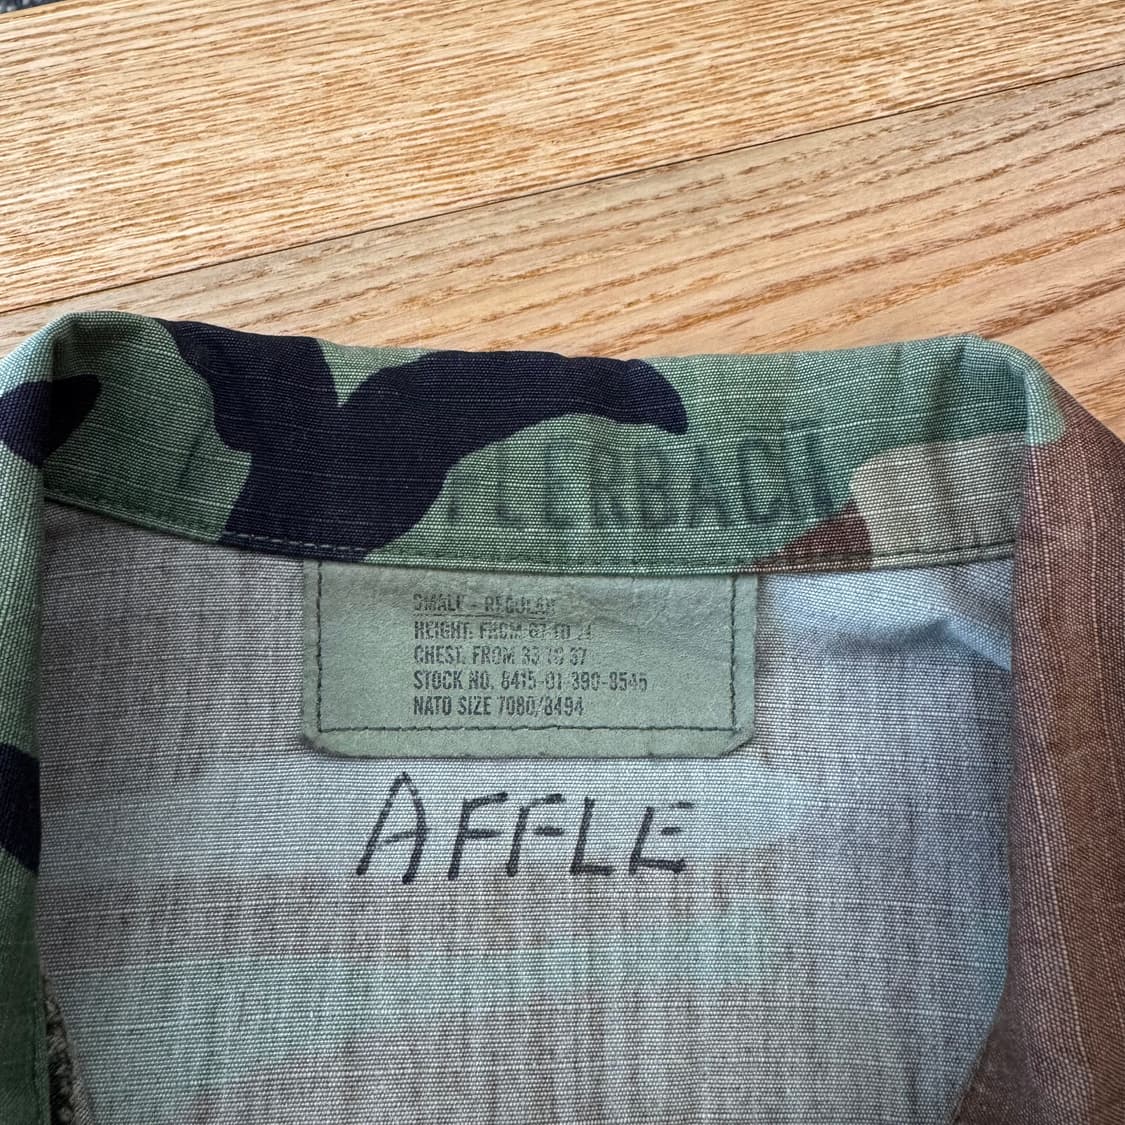 SMALL - REGULAR
HEIGHT: FROM 67 TO 71
CHEST: FROM 33 TO 37
STOCK NO. 8415-01-390-8545
NATO SIZE 7080/8494
AFFLE